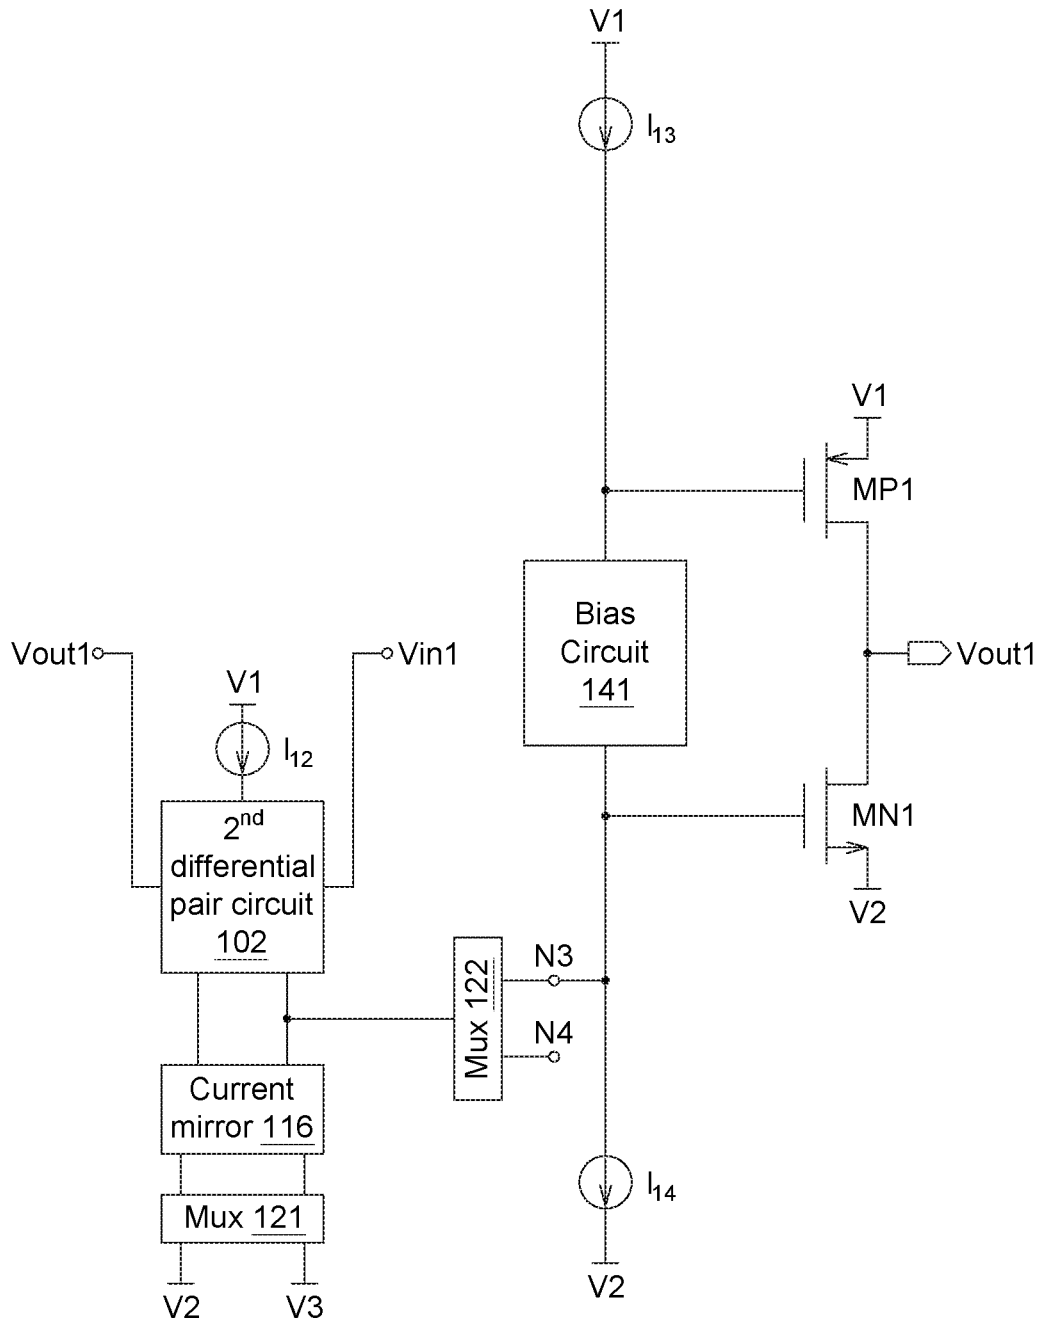 V1
I13
V1
MP1
Bias
Circuit
141
Vout1
Vin1
Vout1
V1
I12
2nd
differential
pair circuit
102
MN1
V2
Mux 122
N3
N4
Current
mirror 116
I14
Mux 121
V2
V3
V2